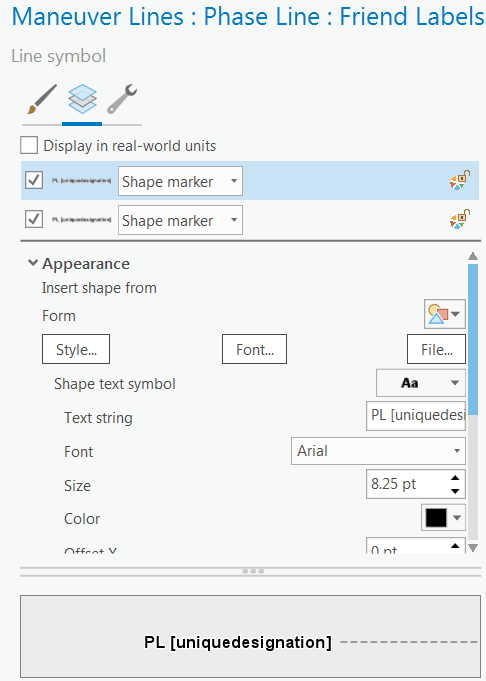 Maneuver Lines : Phase Line : Friend Labels
Line symbol
Display in real-world units
PL [uniquedesignation] Shape marker
PL [uniquedesignation] Shape marker
Appearance
Insert shape from
Form
Style... Font... File...
Shape text symbol Aa
Text string PL [uniquedesi
Font Arial
Size 8.25 pt
Color
Offset Y 0 pt
PL [uniquedesignation]